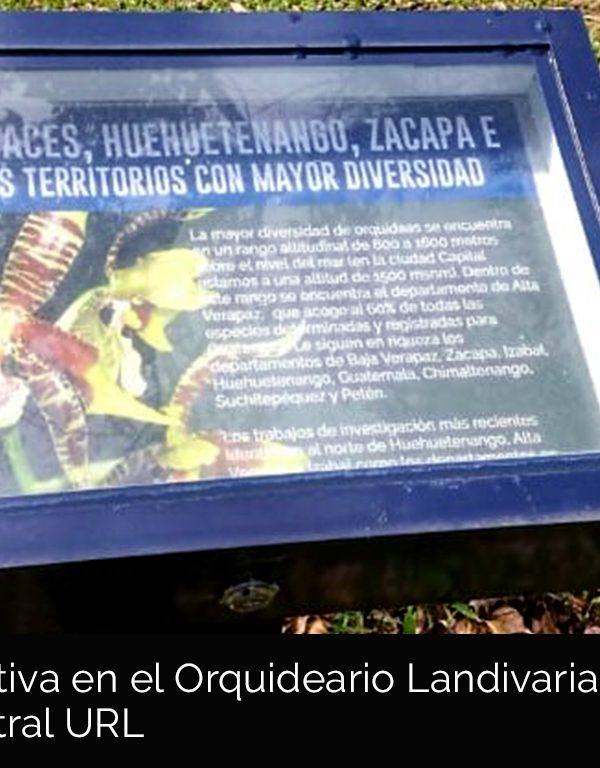 ACES, HUEHUETENANGO, ZACAPA E
S TERRITORIOS CON MAYOR DIVERSIDAD
La mayor diversidad de orquídeas se encuentra
en un rango altitudinal de 800 a 1600 metros
sobre el nivel del mar (en la ciudad Capital
estamos a una altitud de 1500 msnm). Dentro de
este rango se encuentra el departamento de Alta
Verapaz, que acoge al 60% de todas las
especies determinadas y registradas para
Le siguen en riqueza los
departamentos de Baja Verapaz, Zacapa, Izabal,
Huehuetenango, Guatemala, Chimaltenango,
Suchitepéquez y Petén.
Los trabajos de investigación más recientes
al norte de Huehuetenango, Alta
Izabal como los departamentos
tiva en el Orquideario Landivaria
tral URL